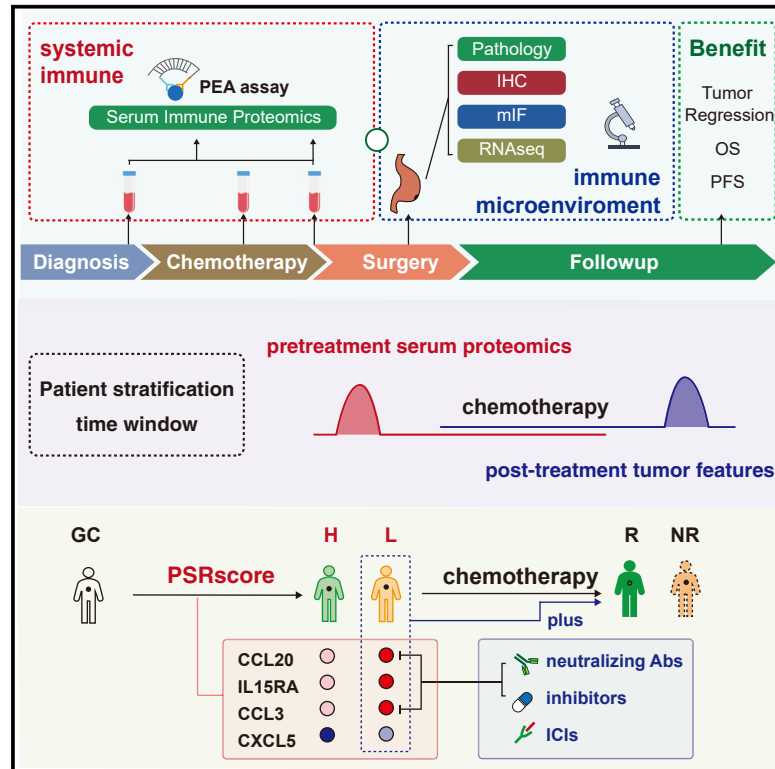 systemic
immune
PEA assay
Serum Immune Proteomics
Pathology
IHC
mIF
RNAseq
immune
microenviroment
Benefit
Tumor
Regression
OS
PFS
Diagnosis
Chemotherapy
Surgery
Followup
pretreatment serum proteomics
Patient stratification
time window
chemotherapy
post-treatment tumor features
GC
PSRscore
H
L
chemotherapy
plus
R
NR
CCL20
IL15RA
CCL3
CXCL5
neutralizing Abs
inhibitors
ICIs